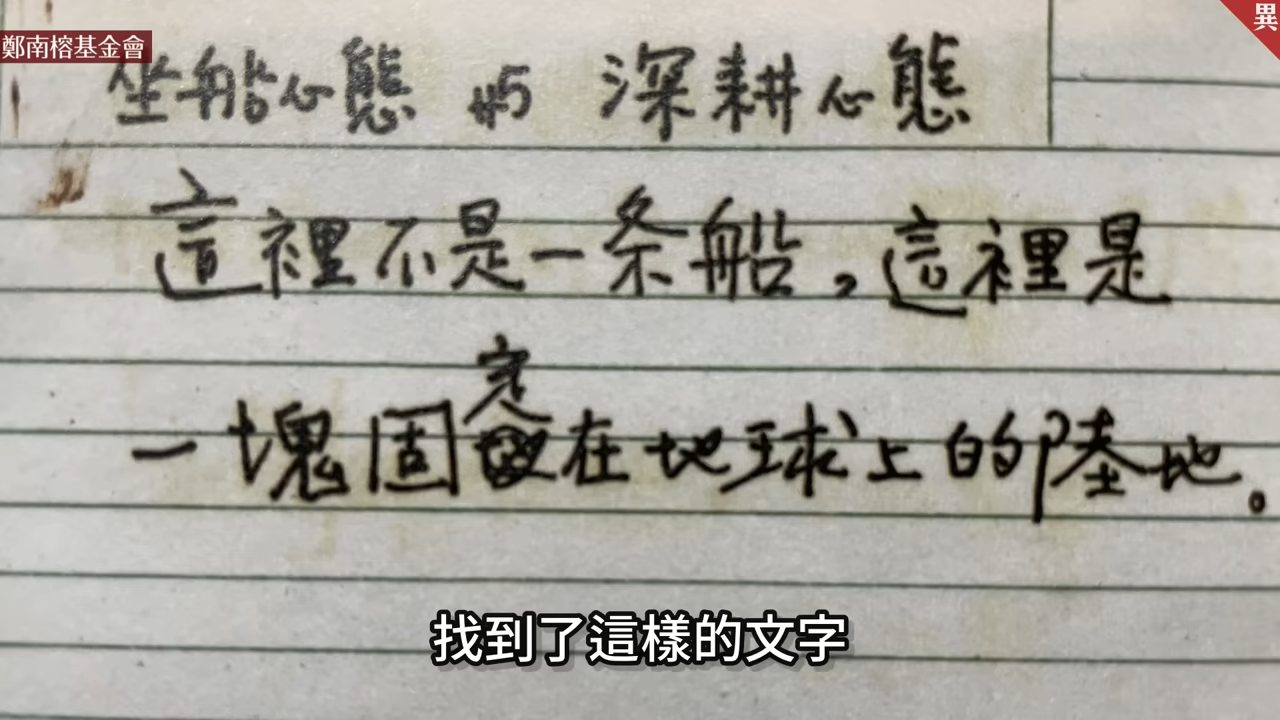 異
鄭南榕基金會
坐船心態 與 深耕心態
這裡不是一条船，這裡是
定
一塊固在地球上的陸地。
找到了這樣的文字